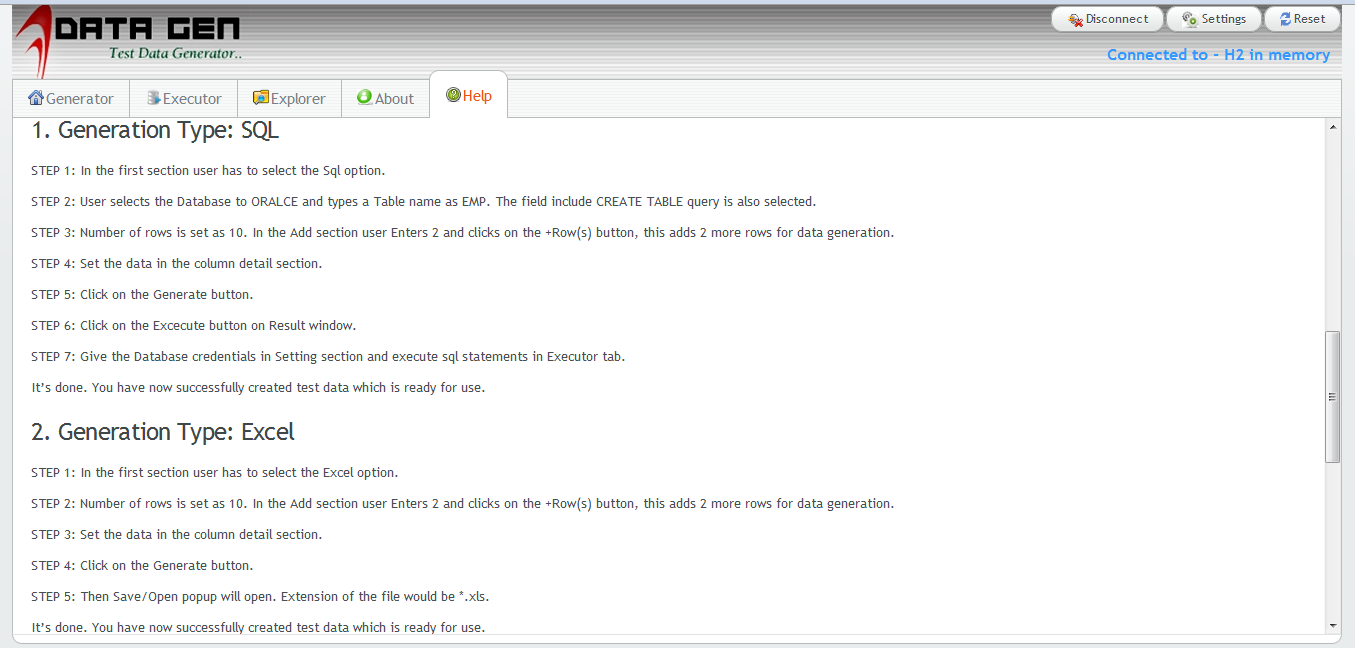 DATA GEN
Test Data Generator..
Disconnect
Settings
Reset
Connected to - H2 in memory
Generator
Executor
Explorer
About
Help
1. Generation Type: SQL
STEP 1: In the first section user has to select the Sql option.
STEP 2: User selects the Database to ORALCE and types a Table name as EMP. The field include CREATE TABLE query is also selected.
STEP 3: Number of rows is set as 10. In the Add section user Enters 2 and clicks on the +Row(s) button, this adds 2 more rows for data generation.
STEP 4: Set the data in the column detail section.
STEP 5: Click on the Generate button.
STEP 6: Click on the Excecute button on Result window.
STEP 7: Give the Database credentials in Setting section and execute sql statements in Executor tab.
It's done. You have now successfully created test data which is ready for use.
2. Generation Type: Excel
STEP 1: In the first section user has to select the Excel option.
STEP 2: Number of rows is set as 10. In the Add section user Enters 2 and clicks on the +Row(s) button, this adds 2 more rows for data generation.
STEP 3: Set the data in the column detail section.
STEP 4: Click on the Generate button.
STEP 5: Then Save/Open popup will open. Extension of the file would be *.xls.
It's done. You have now successfully created test data which is ready for use.